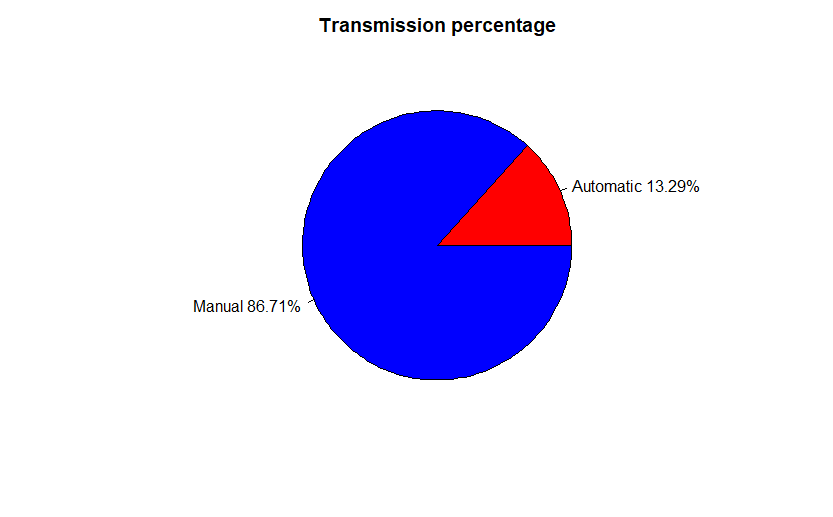 Transmission percentage
Automatic 13.29%
Manual 86.71%